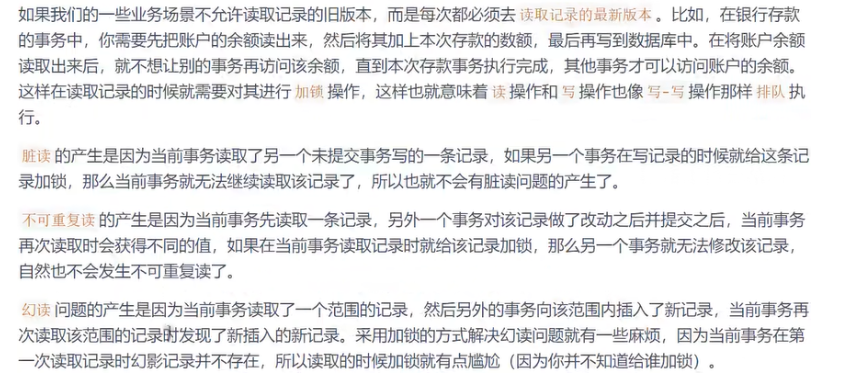 如果我们的一些业务场景不允许读取记录的旧版本，而是每次都必须去 读取记录的最新版本 。比如，在银行存款
的事务中，你需要先把账户的余额读出来，然后将其加上本次存款的数额，最后再写到数据库中。在将账户余额
读取出来后，就不想让别的事务再访问该余额，直到本次存款事务执行完成，其他事务才可以访问账户的余额。
这样在读取记录的时候就需要对其进行 加锁 操作，这样也就意味着 读 操作和 写 操作也像 写-写 操作那样 排队 执
行。
脏读 的产生是因为当前事务读取了另一个未提交事务写的一条记录，如果另一个事务在写记录的时候就给这条记
录加锁，那么当前事务就无法继续读取该记录了，所以也就不会有脏读问题的产生了。
不可重复读 的产生是因为当前事务先读取一条记录，另外一个事务对该记录做了改动之后并提交之后，当前事务
再次读取时会获得不同的值，如果在当前事务读取记录时就给该记录加锁，那么另一个事务就无法修改该记录，
自然也不会发生不可重复读了。
幻读 问题的产生是因为当前事务读取了一个范围的记录，然后另外的事务向该范围内插入了新记录，当前事务再
次读取该范围的记录时发现了新插入的新记录。采用加锁的方式解决幻读问题就有一些麻烦，因为当前事务在第
一次读取记录时幻影记录并不存在，所以读取的时候加锁就有点尴尬（因为你并不知道给谁加锁）。